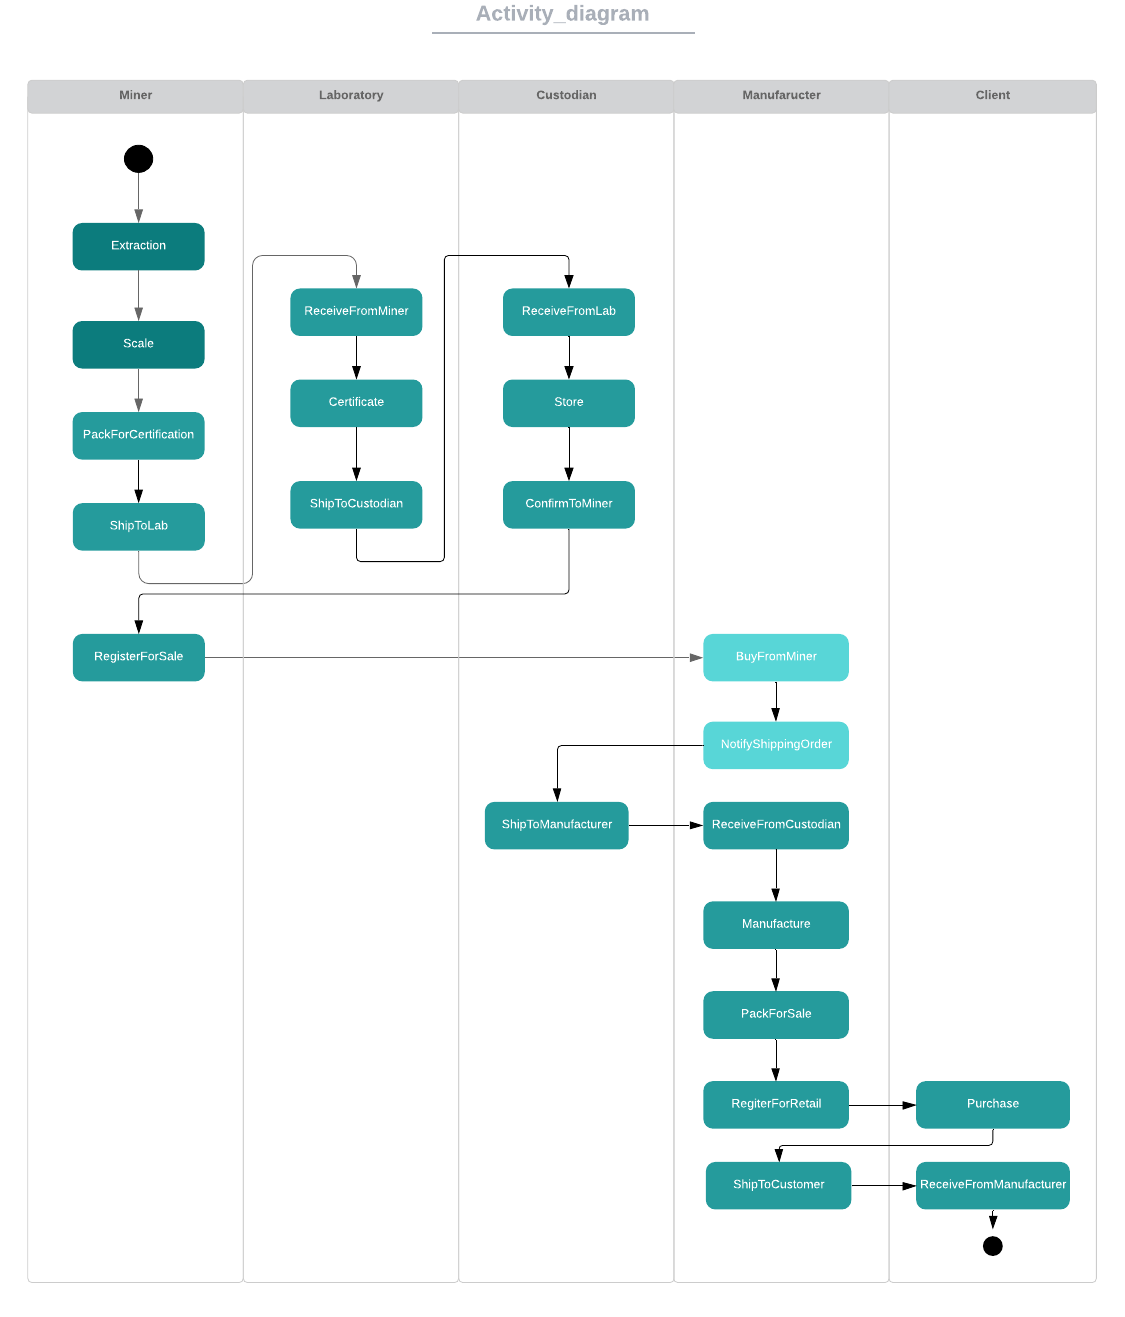 Activity_diagram
Miner
Laboratory
Custodian
Manufaructer
Client
Extraction
Scale
PackForCertification
ShipToLab
ReceiveFromMiner
Certificate
ShipToCustodian
ReceiveFromLab
Store
ConfirmToMiner
RegisterForSale
BuyFromMiner
NotifyShippingOrder
ShipToManufacturer
ReceiveFromCustodian
Manufacture
PackForSale
RegiterForRetail
Purchase
ShipToCustomer
ReceiveFromManufacturer